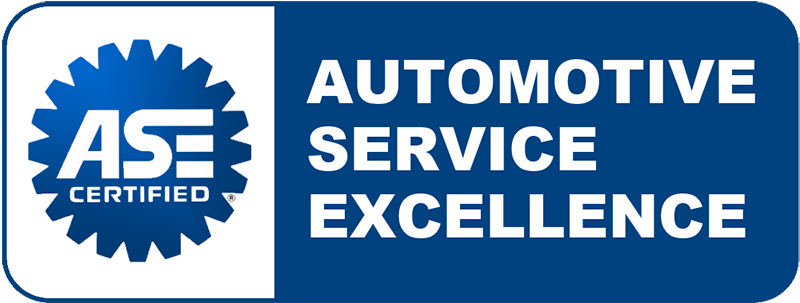 ASE
CERTIFIED
®
AUTOMOTIVE
SERVICE
EXCELLENCE